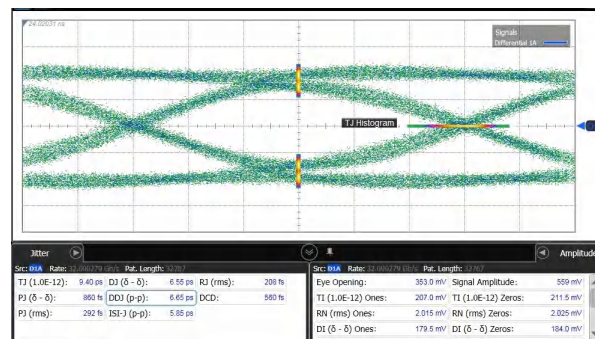 24.02031 ns
Signals
Differential 1A
TJ Histogram
Jitter
Amplitude
Src: D1A Rate: 32.000279 Gb/s Pat. Length: 32767
TJ (1.0E-12): 9.40 ps DJ (δ - δ): 6.55 ps RJ (rms): 208 fs
PJ (δ - δ): 860 fs DDJ (p-p): 6.65 ps DCD: 560 fs
PJ (rms): 292 fs ISI-J (p-p): 5.85 ps
Src: D1A Rate: 32.000279 Gb/s Pat. Length: 32767
Eye Opening: 353.0 mV Signal Amplitude: 559 mV
TI (1.0E-12) Ones: 207.0 mV TI (1.0E-12) Zeros: 211.5 mV
RN (rms) Ones: 2.015 mV RN (rms) Zeros: 2.025 mV
DI (δ - δ) Ones: 179.5 mV DI (δ - δ) Zeros: 184.0 mV